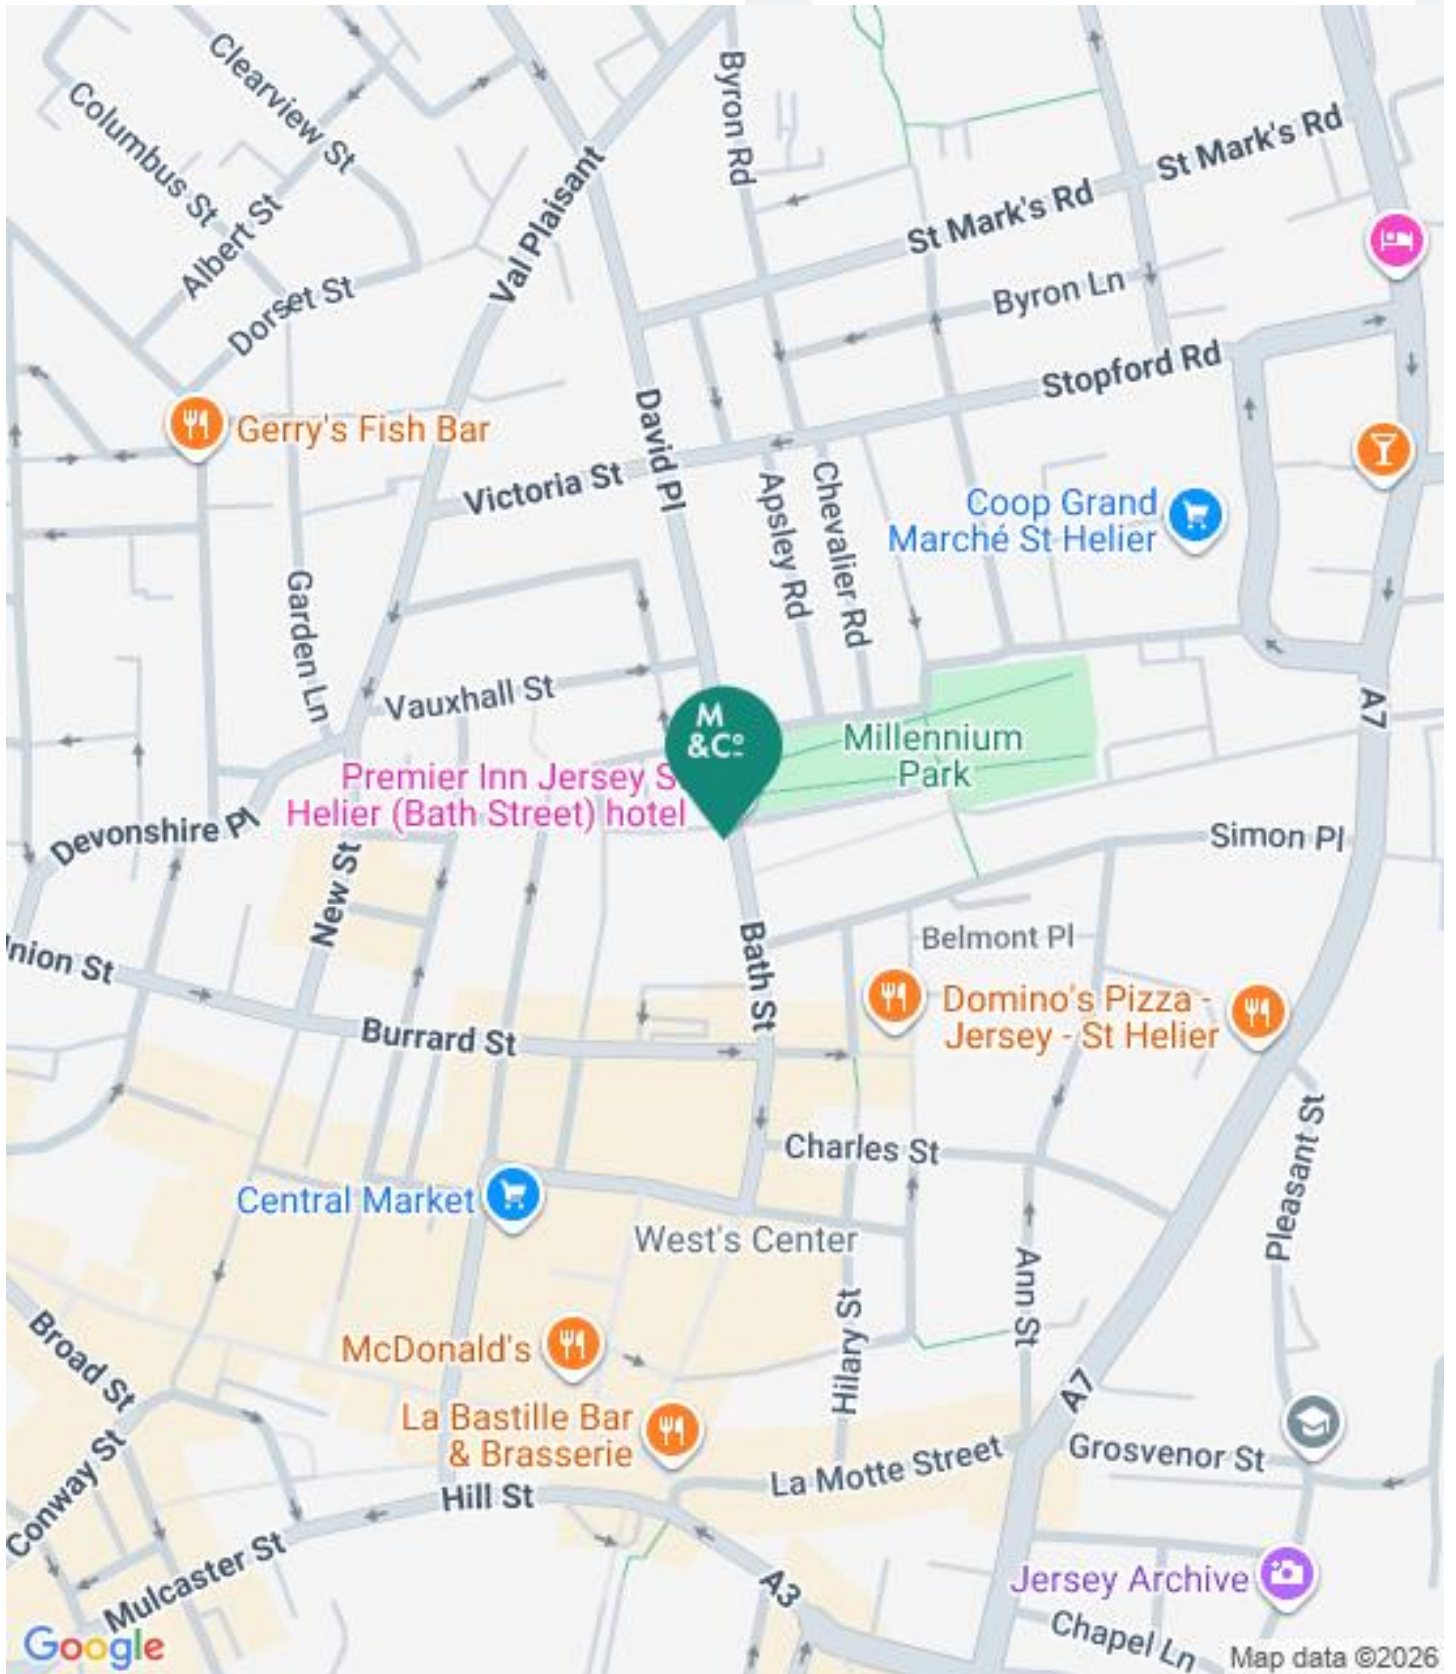 Clearview St
Columbus St
Albert St
Dorset St
Val Plaisant
Byron Rd
St Mark's Rd
St Mark's Rd
Byron Ln
Stopford Rd
Gerry's Fish Bar
David Pl
Victoria St
Apsley Rd
Chevalier Rd
Coop Grand
Marché St Helier
Garden Ln
Vauxhall St
A7
M
&Cº
Millennium
Park
Premier Inn Jersey S
Helier (Bath Street) hotel
Devonshire Pl
New St
Simon Pl
nion St
Bath St
Belmont Pl
Domino's Pizza -
Jersey - St Helier
Burrard St
Charles St
Pleasant St
Central Market
West's Center
Ann St
Hilary St
Broad St
McDonald's
A7
La Bastille Bar
& Brasserie
Conway St
La Motte Street
Grosvenor St
Hill St
Mulcaster St
A3
Jersey Archive
Chapel Ln
Google
Map data ©2026